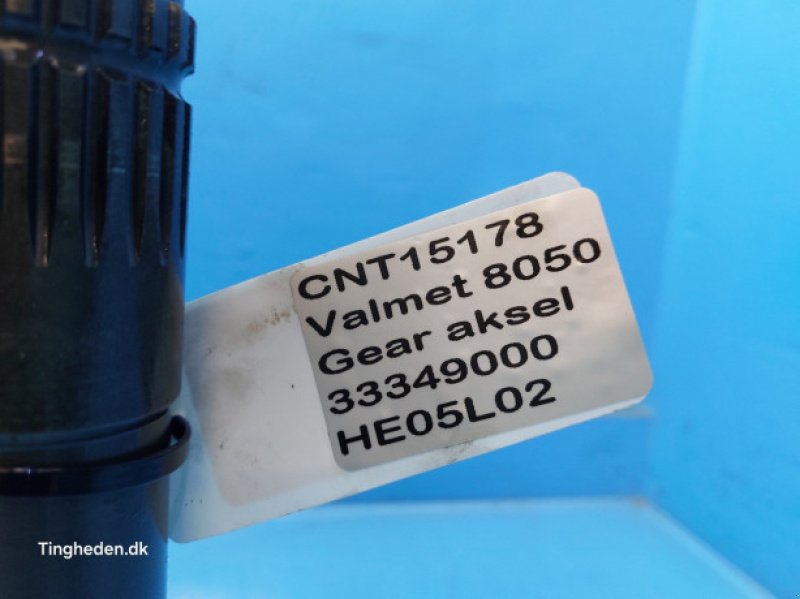 CNT15178
Valmet 8050
Gear aksel
33349000
HE05L02
Tingheden.dk